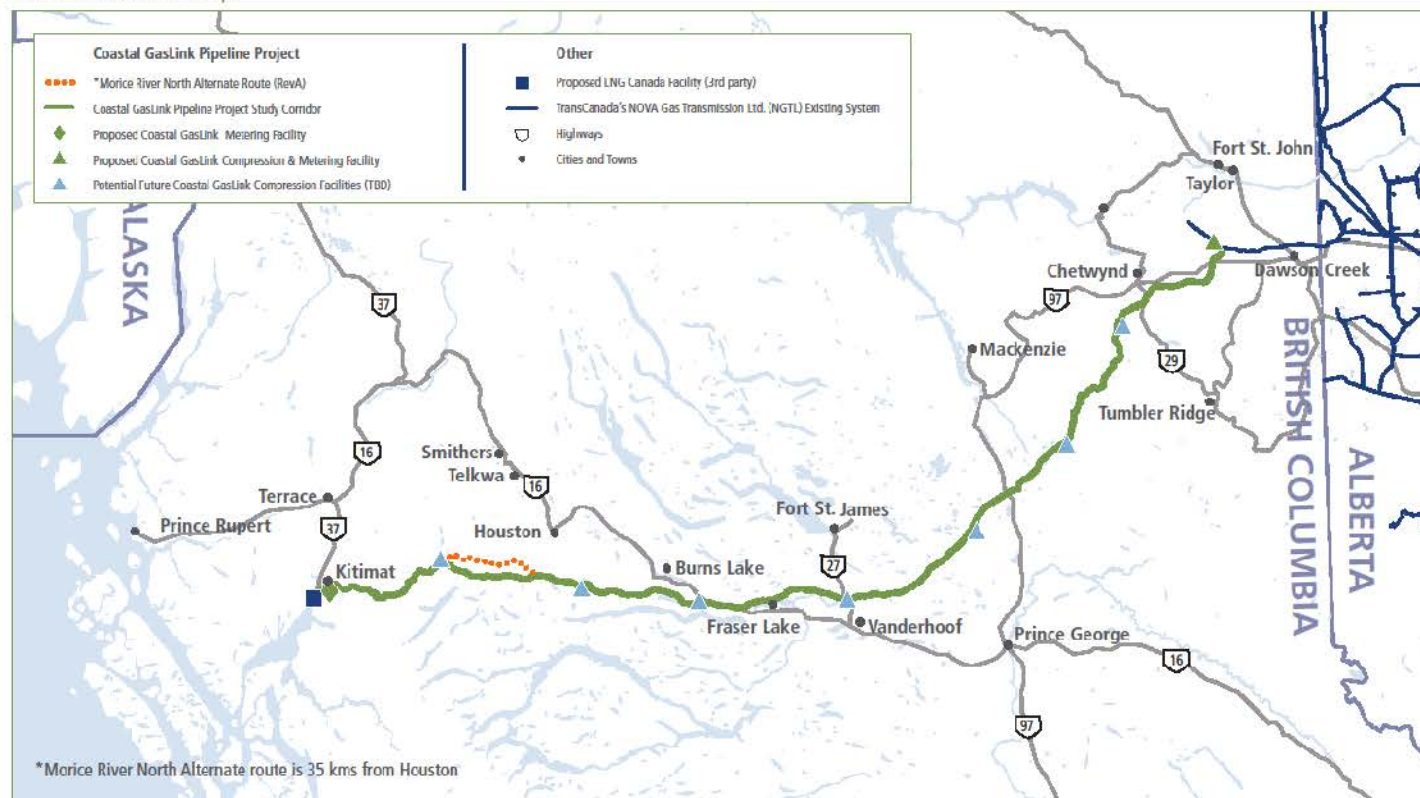 Coastal GasLink Pipeline Project
*Morice River North Alternate Route (RevA)
Coastal GasLink Pipeline Project Study Corridor
Proposed Coastal GasLink Metering Facility
Proposed Coastal GasLink Compression & Metering Facility
Potential Future Coastal GasLink Compression Facilities (TBD)
Other
Proposed LNG Canada Facility (3rd party)
TransCanada's NOVA Gas Transmission Ltd. (NGTL) Existing System
Highways
Cities and Towns
ALASKA
Fort St. John
Taylor
Chetwynd
Dawson Creek
37
97
Mackenzie
29
Tumbler Ridge
BRITISH COLUMBIA
ALBERTA
16
Smithers
Telkwa
16
Terrace
Prince Rupert
37
Houston
Fort St. James
Kitimat
Burns Lake
27
Fraser Lake
Vanderhoof
Prince George
16
97
*Morice River North Alternate route is 35 kms from Houston